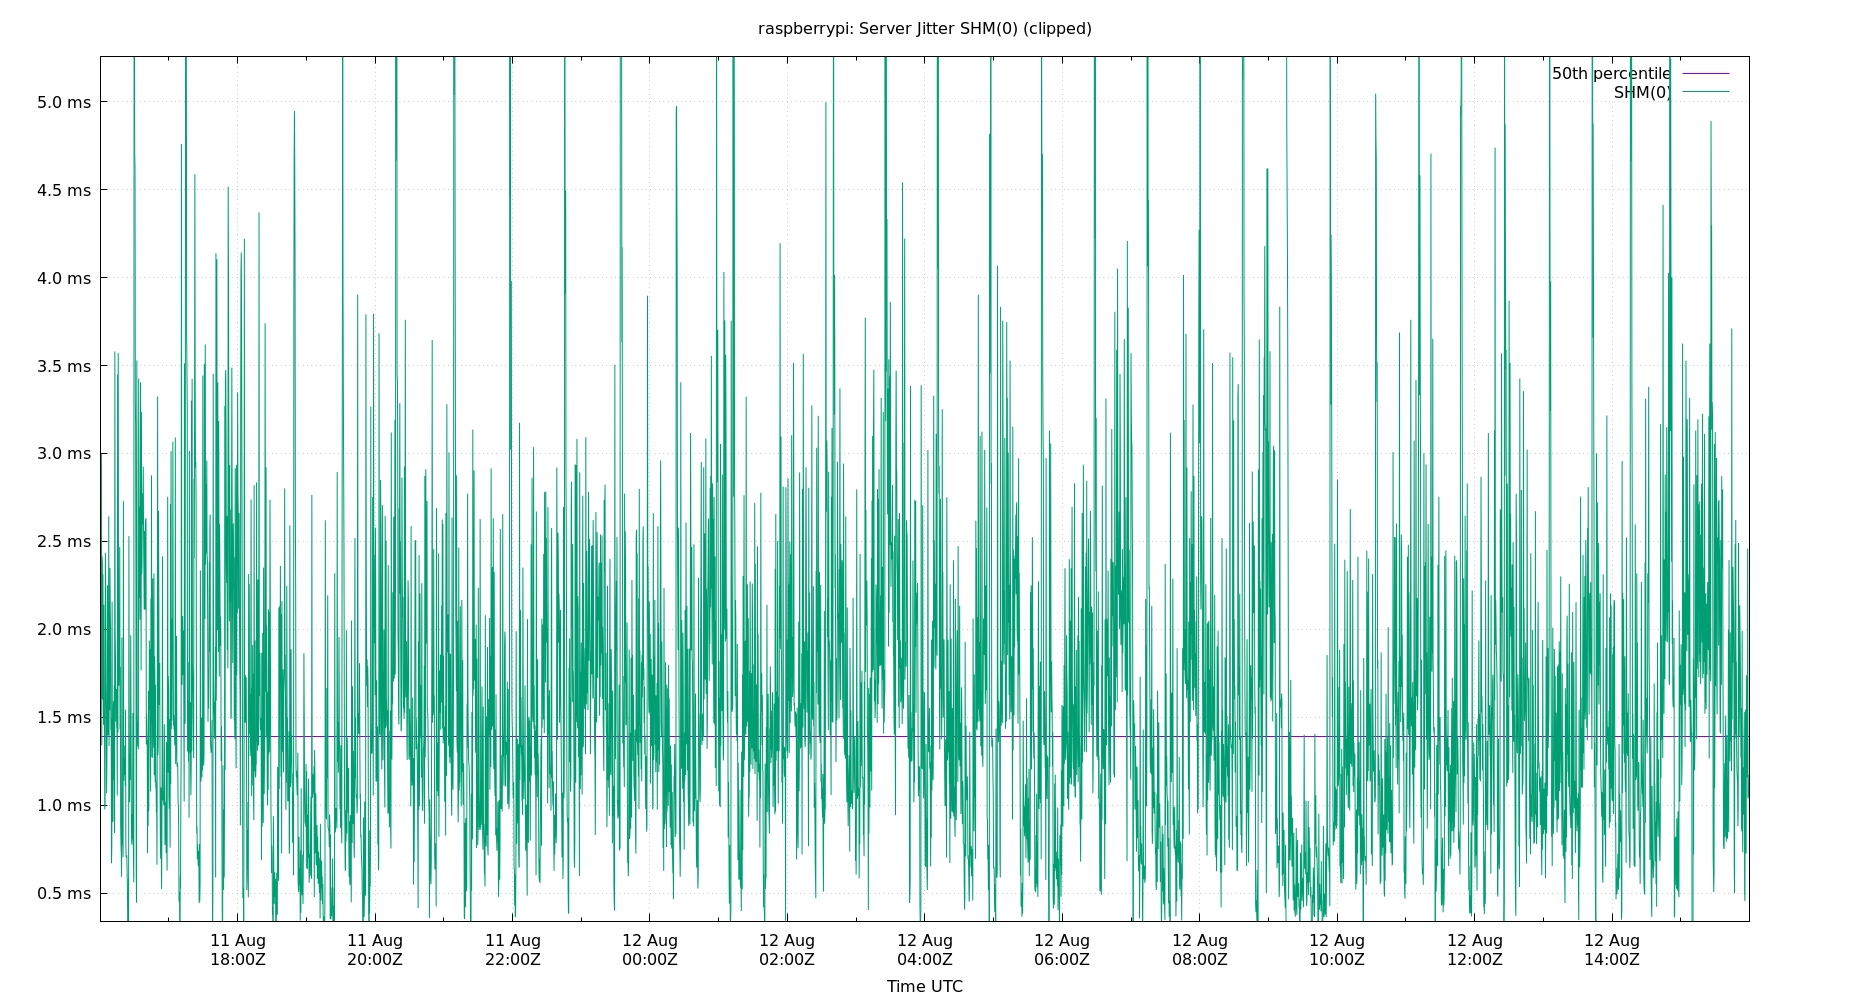 raspberrypi: Server Jitter SHM(0) (clipped)
50th percentile
SHM(0)
5.0 ms
4.5 ms
4.0 ms
3.5 ms
3.0 ms
2.5 ms
2.0 ms
1.5 ms
1.0 ms
0.5 ms
11 Aug 11 Aug 11 Aug 12 Aug 12 Aug 12 Aug 12 Aug 12 Aug 12 Aug 12 Aug 12 Aug
18:00Z 20:00Z 22:00Z 00:00Z 02:00Z 04:00Z 06:00Z 08:00Z 10:00Z 12:00Z 14:00Z
Time UTC